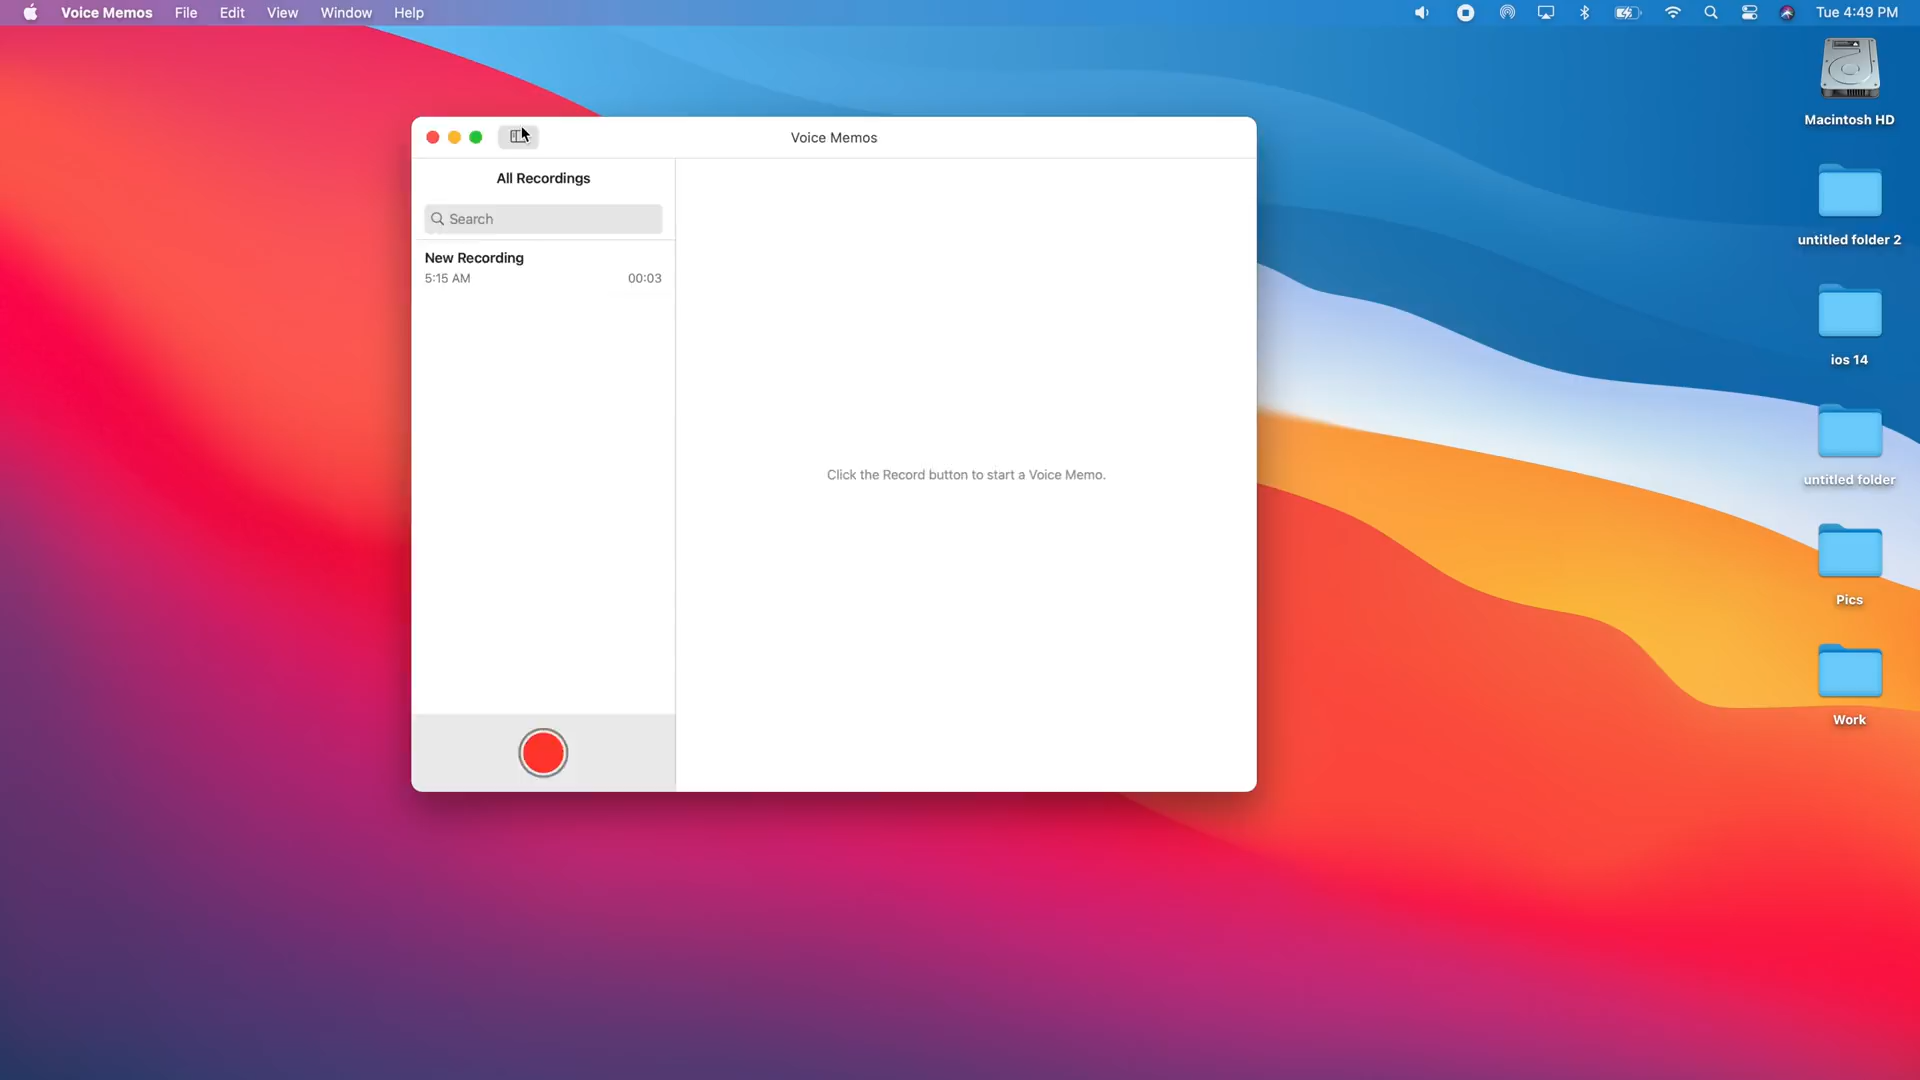 Voice Memos File Edit View Window Help Tue 4:49 PM
Macintosh HD
untitled folder 2
ios 14
untitled folder
Pics
Work
Voice Memos
All Recordings
Search
New Recording
5:15 AM 00:03
Click the Record button to start a Voice Memo.